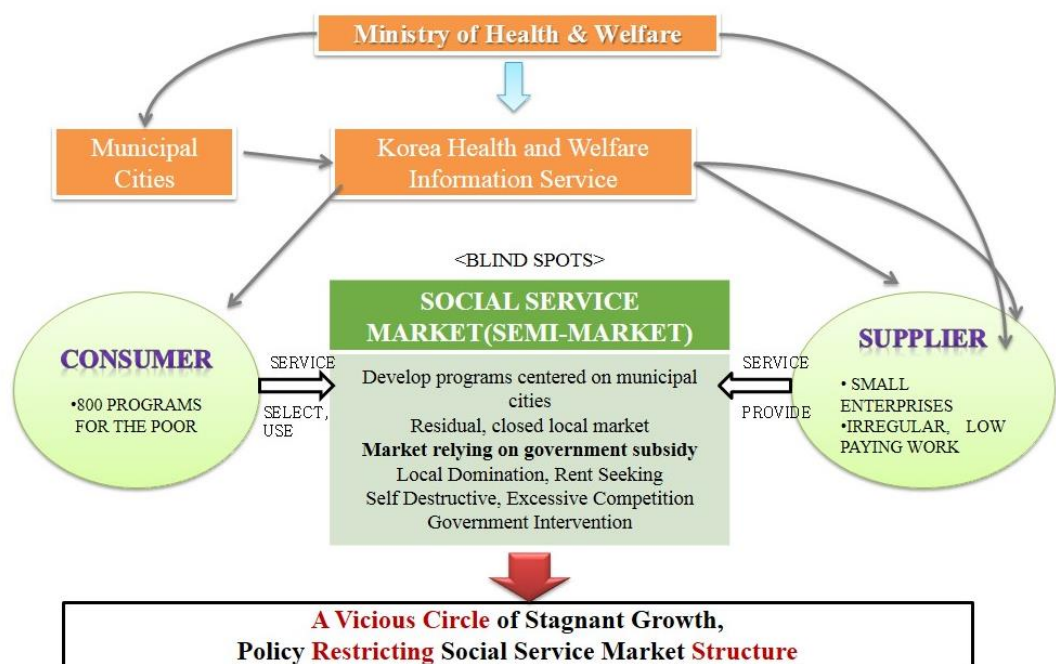 Ministry of Health & Welfare
Municipal
Cities
Korea Health and Welfare
Information Service
<BLIND SPOTS>
SOCIAL SERVICE
MARKET(SEMI-MARKET)
CONSUMER
•800 PROGRAMS
FOR THE POOR
SERVICE
SELECT,
USE
Develop programs centered on municipal
cities
Residual, closed local market
Market relying on government subsidy
Local Domination, Rent Seeking
Self Destructive, Excessive Competition
Government Intervention
SERVICE
PROVIDE
SUPPLIER
• SMALL
ENTERPRISES
•IRREGULAR, LOW
PAYING WORK
A Vicious Circle of Stagnant Growth,
Policy Restricting Social Service Market Structure